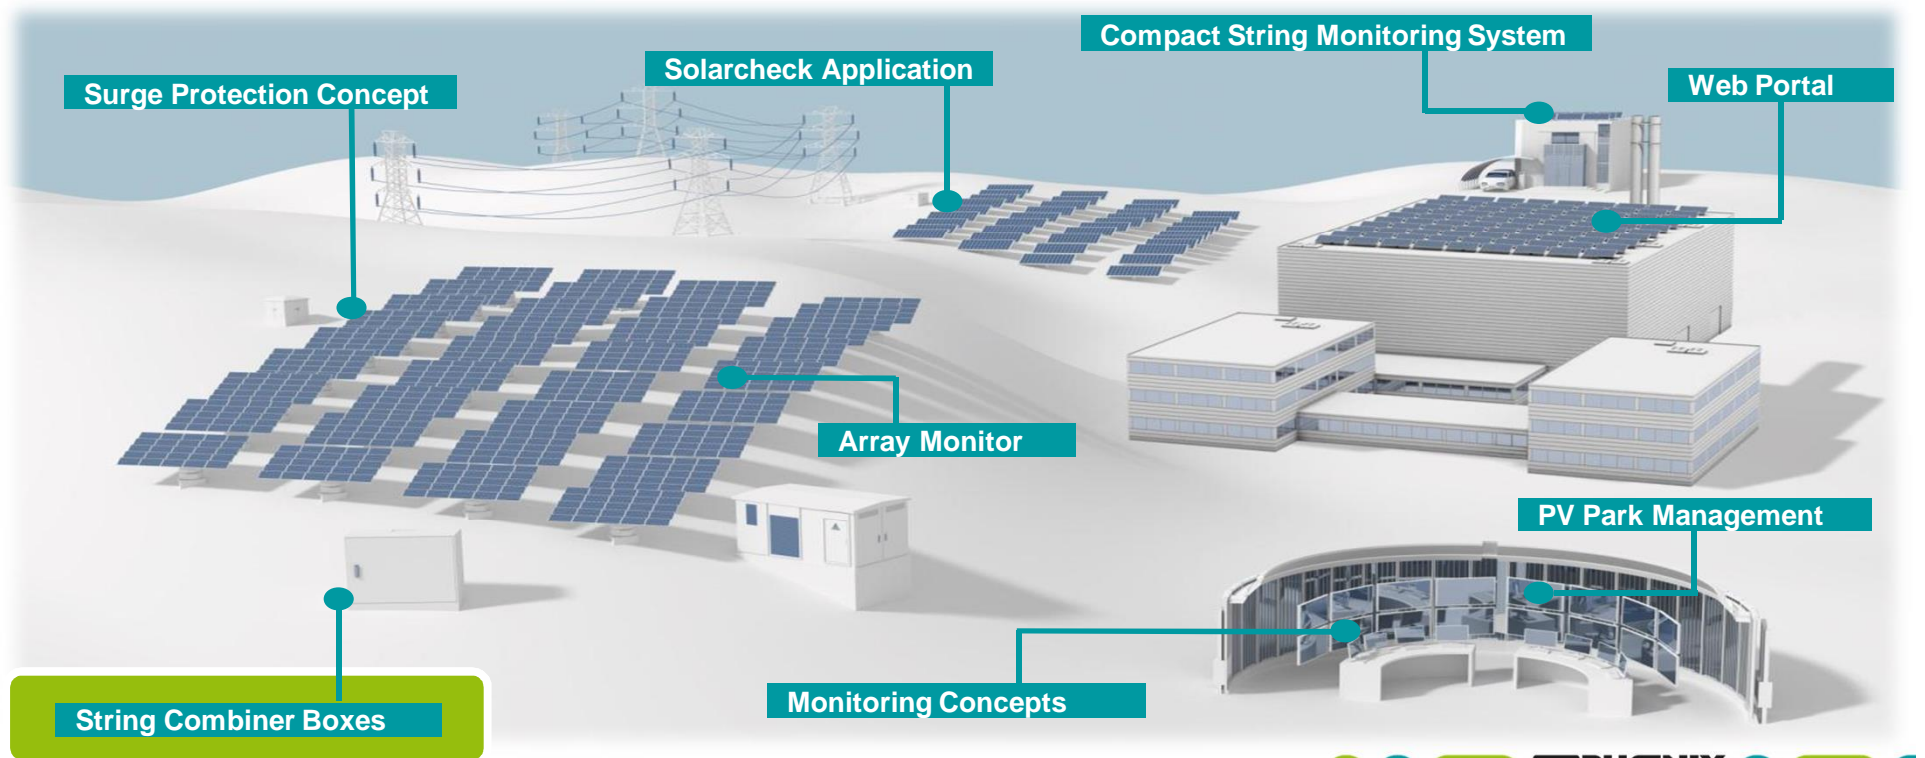 Compact String Monitoring System
Solarcheck Application
Web Portal
Surge Protection Concept
Array Monitor
PV Park Management
Monitoring Concepts
String Combiner Boxes